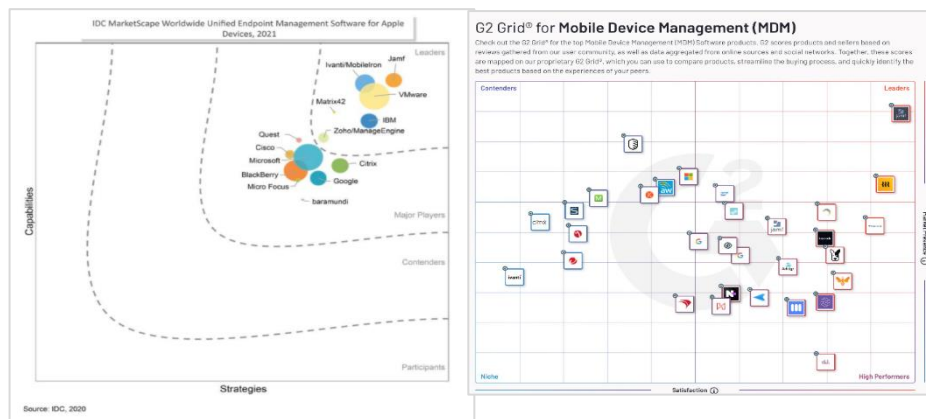 IDC MarketScape Worldwide Unified Endpoint Management Software for Apple
Devices, 2021
Leaders
Ivanti/MobileIron
Jamf
VMware
Matrix42
IBM
Zoho/ManageEngine
Quest
Cisco
Microsoft
Citrix
BlackBerry
Google
Micro Focus
baramundi
Major Players
Contenders
Participants
Capabilities
Strategies
Source: IDC, 2020
G2 Grid® for Mobile Device Management (MDM)
Check out the G2 Grid® for the top Mobile Device Management (MDM) Software products. G2 scores products and sellers based on
reviews gathered from our user community, as well as data aggregated from online sources and social networks. Together, these scores
are mapped on our proprietary G2 Grid®, which you can use to compare products, streamline the buying process, and quickly identify the
best products based on the experiences of your peers.
Contenders
Leaders
jamf
citrix
ivanti
Niche
High Performers
Satisfaction